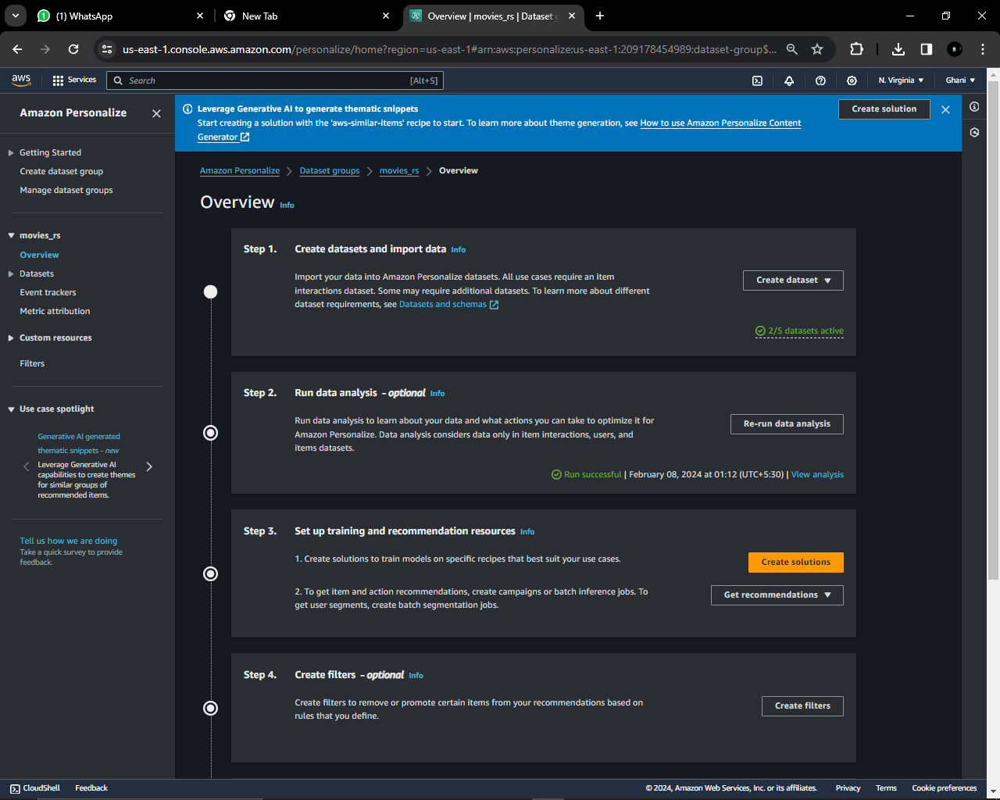 (1) WhatsApp
New Tab
Overview | movies_rs | Dataset g
us-east-1.console.aws.amazon.com/personalize/home?region=us-east-1#arn:aws:personalize:us-east-1:209178454989:dataset-group$...
aws
Services
Search
[Alt+S]
N. Virginia
Ghani
Amazon Personalize
Getting Started
Create dataset group
Manage dataset groups
movies_rs
Overview
Datasets
Event trackers
Metric attribution
Custom resources
Filters
Use case spotlight
Generative AI generated
thematic snippets - new
Leverage Generative AI
capabilities to create themes
for similar groups of
recommended items.
Tell us how we are doing
Take a quick survey to provide
feedback.
Leverage Generative AI to generate thematic snippets
Start creating a solution with the 'aws-similar-items' recipe to start. To learn more about theme generation, see How to use Amazon Personalize Content
Generator
Create solution
Amazon Personalize
Dataset groups
movies_rs
Overview
Overview Info
Step 1. Create datasets and import data Info
Import your data into Amazon Personalize datasets. All use cases require an item
interactions dataset. Some may require additional datasets. To learn more about different
dataset requirements, see Datasets and schemas
Create dataset
2/5 datasets active
Step 2. Run data analysis - optional Info
Run data analysis to learn about your data and what actions you can take to optimize it for
Amazon Personalize. Data analysis considers data only in item interactions, users, and
items datasets.
Re-run data analysis
Run successful | February 08, 2024 at 01:12 (UTC+5:30) | View analysis
Step 3. Set up training and recommendation resources Info
1. Create solutions to train models on specific recipes that best suit your use cases.
Create solutions
2. To get item and action recommendations, create campaigns or batch inference jobs. To
get user segments, create batch segmentation jobs.
Get recommendations
Step 4. Create filters - optional Info
Create filters to remove or promote certain items from your recommendations based on
rules that you define.
Create filters
CloudShell
Feedback
© 2024, Amazon Web Services, Inc. or its affiliates.
Privacy
Terms
Cookie preferences